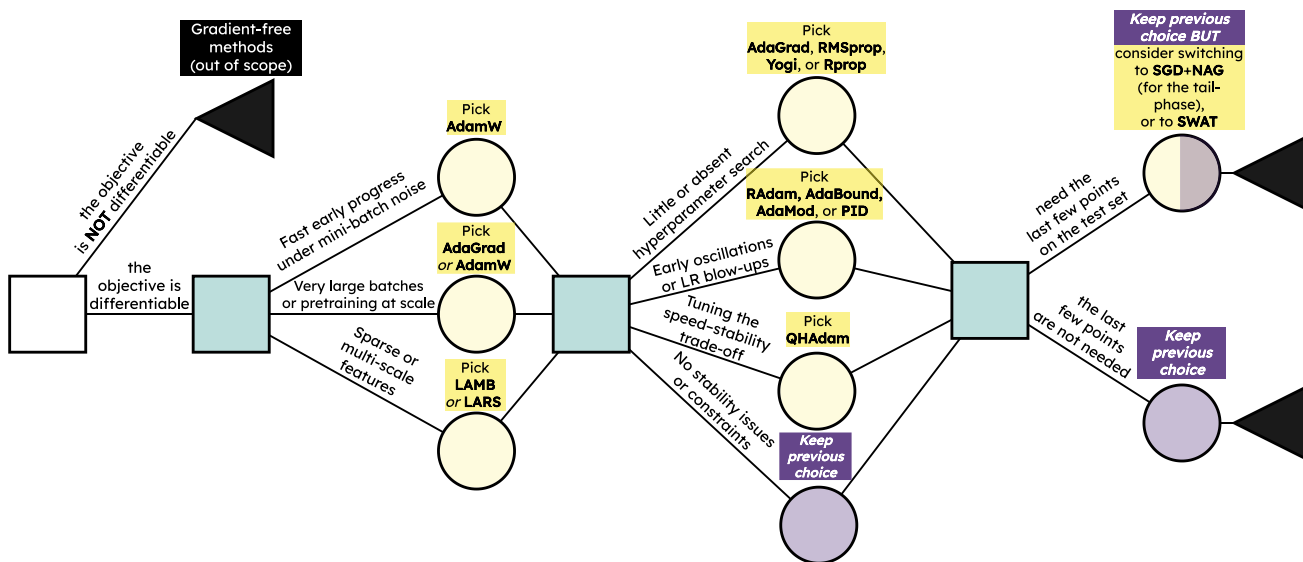 Gradient-free
methods
(out of scope)
the objective
is NOT differentiable
the
objective is
differentiable
Fast early progress
under mini-batch noise
Very large batches
or pretraining at scale
Sparse or
multi-scale
features
Pick
AdamW
Pick
AdaGrad
or AdamW
Pick
LAMB
or LARS
Little or absent
hyperparameter search
Early oscillations
or LR blow-ups
Tuning the
speed-stability
trade-off
No stability issues
or constraints
Pick
AdaGrad, RMSprop,
Yogi, or Rprop
Pick
RAdam, AdaBound,
AdaMod, or PID
Pick
QHAdam
Keep
previous
choice
need the
last few points
on the test set
the last
few points
are not needed
Keep previous
choice BUT
consider switching
to SGD+NAG
(for the tail-
phase),
or to SWAT
Keep
previous
choice